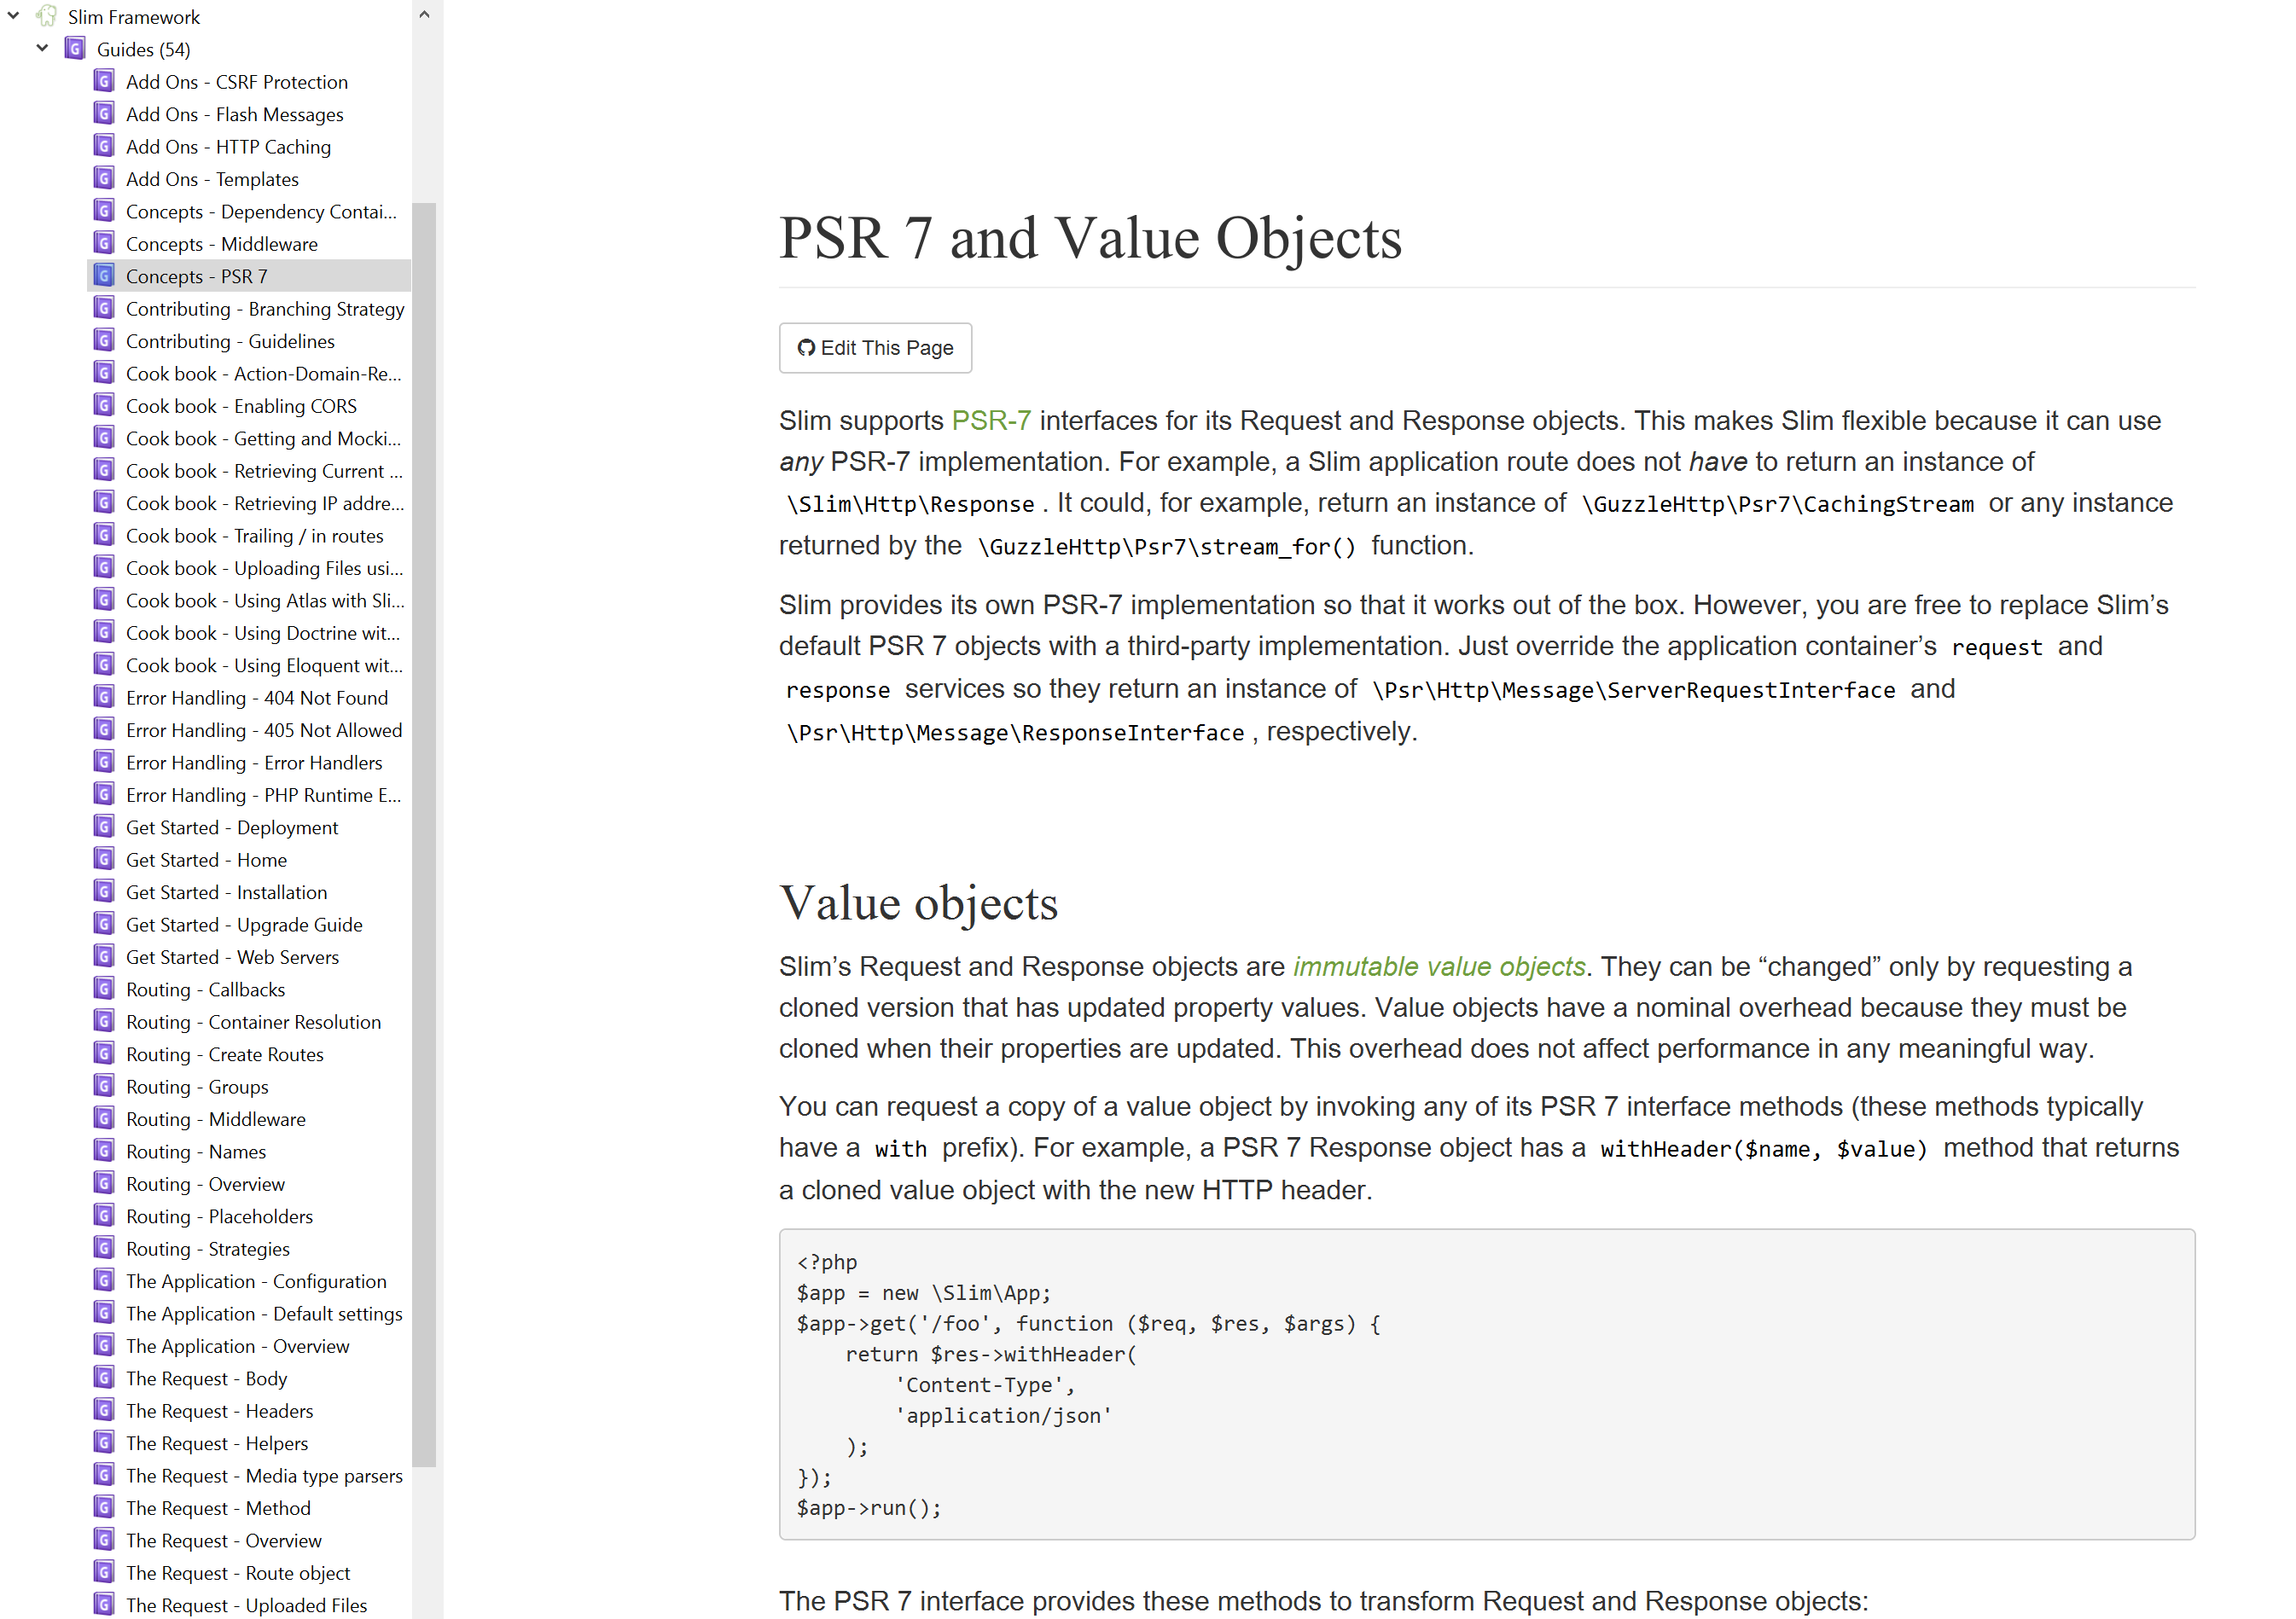 Slim Framework
Guides (54)
Add Ons - CSRF Protection
Add Ons - Flash Messages
Add Ons - HTTP Caching
Add Ons - Templates
Concepts - Dependency Contai...
Concepts - Middleware
Concepts - PSR 7
Contributing - Branching Strategy
Contributing - Guidelines
Cook book - Action-Domain-Re...
Cook book - Enabling CORS
Cook book - Getting and Mocki...
Cook book - Retrieving Current ...
Cook book - Retrieving IP addre...
Cook book - Trailing / in routes
Cook book - Uploading Files usi...
Cook book - Using Atlas with Sli...
Cook book - Using Doctrine wit...
Cook book - Using Eloquent wit...
Error Handling - 404 Not Found
Error Handling - 405 Not Allowed
Error Handling - Error Handlers
Error Handling - PHP Runtime E...
Get Started - Deployment
Get Started - Home
Get Started - Installation
Get Started - Upgrade Guide
Get Started - Web Servers
Routing - Callbacks
Routing - Container Resolution
Routing - Create Routes
Routing - Groups
Routing - Middleware
Routing - Names
Routing - Overview
Routing - Placeholders
Routing - Strategies
The Application - Configuration
The Application - Default settings
The Application - Overview
The Request - Body
The Request - Headers
The Request - Helpers
The Request - Media type parsers
The Request - Method
The Request - Overview
The Request - Route object
The Request - Uploaded Files
PSR 7 and Value Objects
Edit This Page
Slim supports PSR-7 interfaces for its Request and Response objects. This makes Slim flexible because it can use
any PSR-7 implementation. For example, a Slim application route does not have to return an instance of
\Slim\Http\Response . It could, for example, return an instance of \GuzzleHttp\Psr7\CachingStream or any instance
returned by the \GuzzleHttp\Psr7\stream_for() function.
Slim provides its own PSR-7 implementation so that it works out of the box. However, you are free to replace Slim’s
default PSR 7 objects with a third-party implementation. Just override the application container’s request and
response services so they return an instance of \Psr\Http\Message\ServerRequestInterface and
\Psr\Http\Message\ResponseInterface , respectively.
Value objects
Slim’s Request and Response objects are immutable value objects. They can be “changed” only by requesting a
cloned version that has updated property values. Value objects have a nominal overhead because they must be
cloned when their properties are updated. This overhead does not affect performance in any meaningful way.
You can request a copy of a value object by invoking any of its PSR 7 interface methods (these methods typically
have a with prefix). For example, a PSR 7 Response object has a withHeader($name, $value) method that returns
a cloned value object with the new HTTP header.
<?php
$app = new \Slim\App;
$app->get('/foo', function ($req, $res, $args) {
    return $res->withHeader(
        'Content-Type',
        'application/json'
    );
});
$app->run();
The PSR 7 interface provides these methods to transform Request and Response objects: